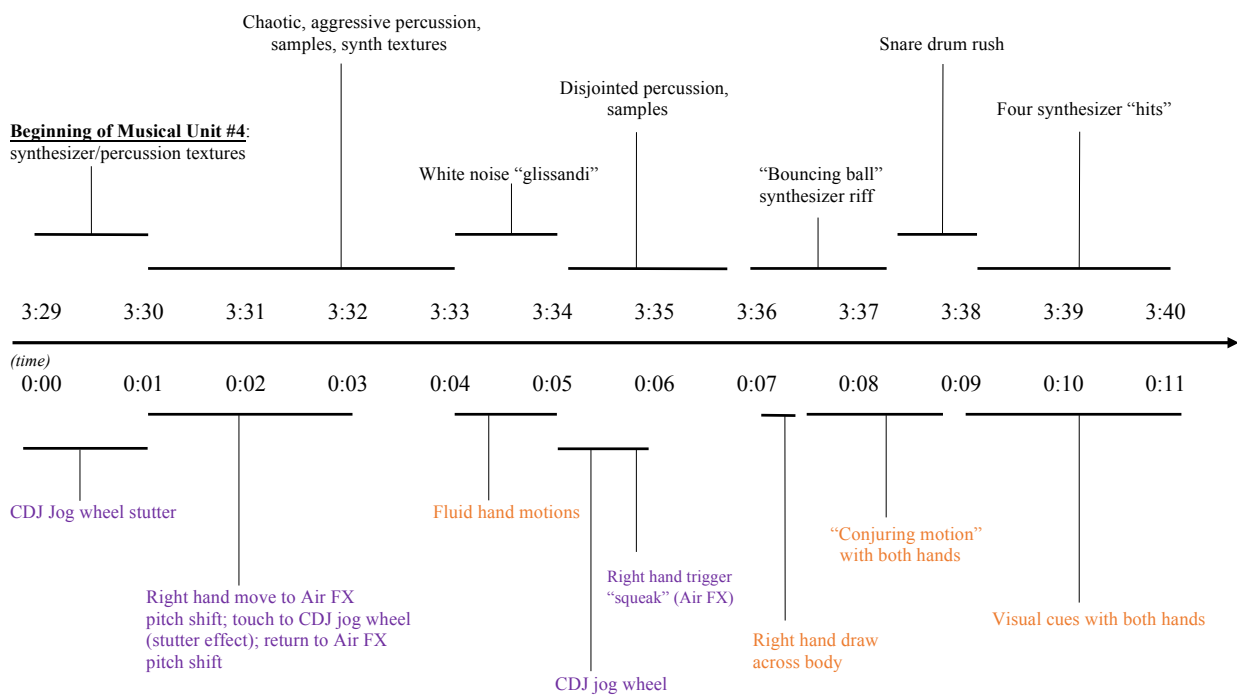 Chaotic, aggressive percussion,
samples, synth textures
Snare drum rush
Disjointed percussion,
samples
Four synthesizer “hits”
Beginning of Musical Unit #4:
synthesizer/percussion textures
White noise “glissandi”
“Bouncing ball”
synthesizer riff
3:29 3:30 3:31 3:32 3:33 3:34 3:35 3:36 3:37 3:38 3:39 3:40
(time)
0:00 0:01 0:02 0:03 0:04 0:05 0:06 0:07 0:08 0:09 0:10 0:11
CDJ Jog wheel stutter
Fluid hand motions
“Conjuring motion”
with both hands
Right hand move to Air FX
pitch shift; touch to CDJ jog wheel
(stutter effect); return to Air FX
pitch shift
Right hand trigger
“squeak” (Air FX)
Visual cues with both hands
Right hand draw
across body
CDJ jog wheel